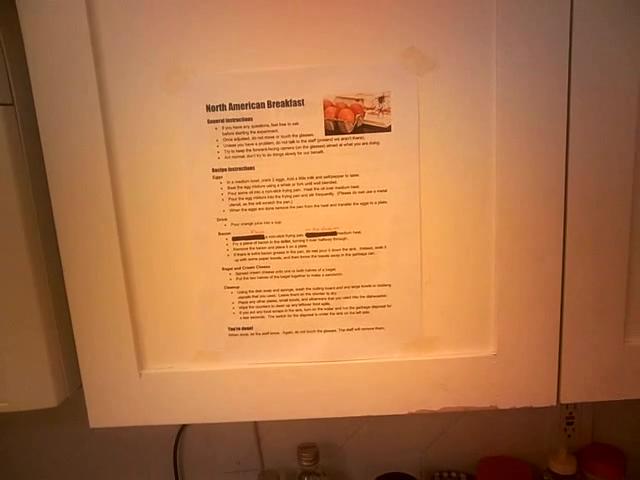 North American Breakfast
General Instructions
If you have any questions, feel free to ask
before starting the experiment.
Once adjusted, do not move or touch the glasses.
Unless you have a problem, do not talk to the staff (pretend we aren't there).
Try to keep the forward-facing camera (on the glasses) aimed at what you are doing.
Act normal; don't try to do things slowly for our benefit.
Recipe Instructions
Eggs
In a medium bowl, crack 2 eggs. Add a little milk and salt/pepper to taste.
Beat the egg mixture using a whisk or fork until well blended.
Pour some oil into a non-stick frying pan. Heat the oil over medium heat.
Pour the egg mixture into the frying pan and stir frequently. (Please do not use a metal
utensil, as this will scratch the pan.)
When the eggs are done remove the pan from the heat and transfer the eggs to a plate.
Drink
Pour orange juice into a cup.
Bacon
a non-stick frying pan medium heat.
Fry a piece of bacon in the skillet, turning it over halfway through.
Remove the bacon and place it on a plate.
If there is extra bacon grease in the pan, do not pour it down the sink. Instead, soak it
up with some paper towels, and then throw the towels away in the garbage can.
Bagel and Cream Cheese
Spread cream cheese onto one or both halves of a bagel.
Put the two halves of the bagel together to make a sandwich.
Cleanup
Using the dish soap and sponge, wash the cutting board and any large bowls or cooking
utensils that you used. Leave them on the counter to dry.
Place any other plates, small bowls, and silverware that you used into the dishwasher.
Wipe the counters to clean up any leftover food spills.
If you put any food scraps in the sink, turn on the water and run the garbage disposal for
a few seconds. The switch for the disposal is under the sink on the left side.
You're done!
When done, let the staff know. Again, do not touch the glasses. The staff will remove them.